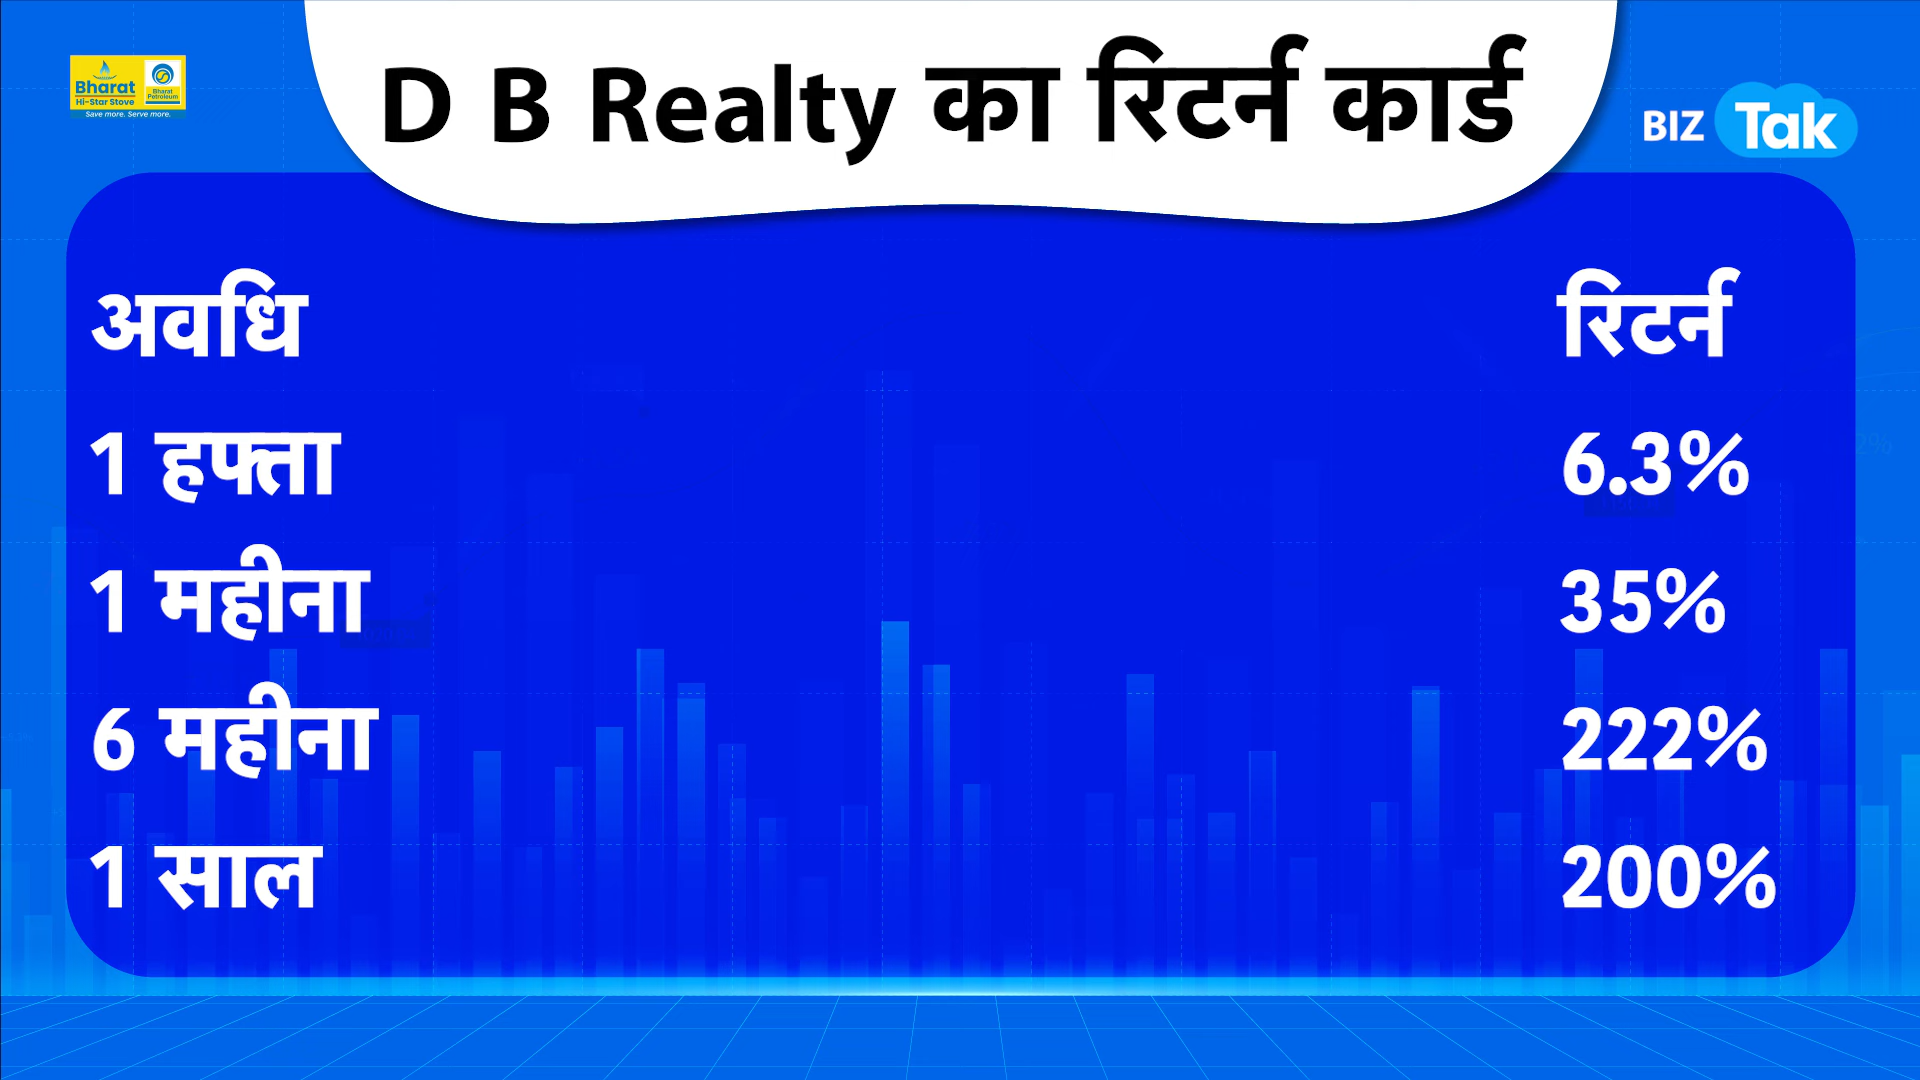 D B Realty का रिटर्न कार्ड
Bharat
Hi-Star Stove
Bharat
Petroleum
Save more. Serve more.
BIZ Tak
अवधि रिटर्न
1 हफ्ता 6.3%
1 महीना 35%
6 महीना 222%
1 साल 200%